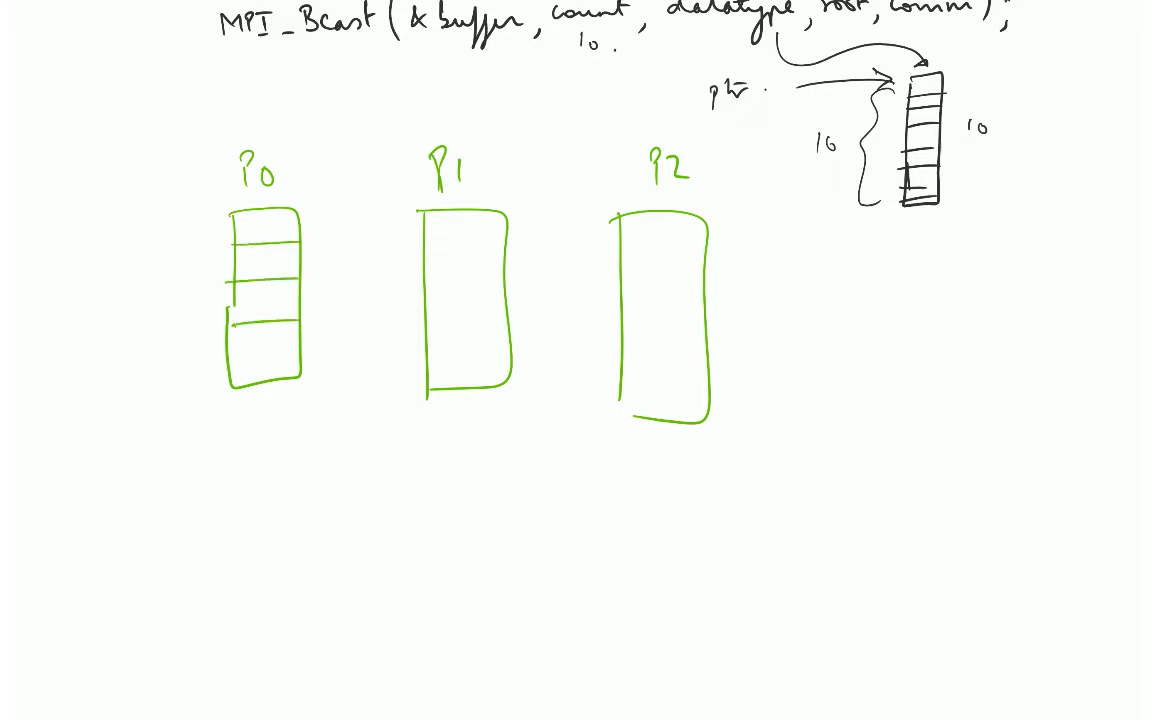 MPI_Bcast (& buffer, count, datatype, root, comm);
10.
ptr.
10
10
P0 P1 P2